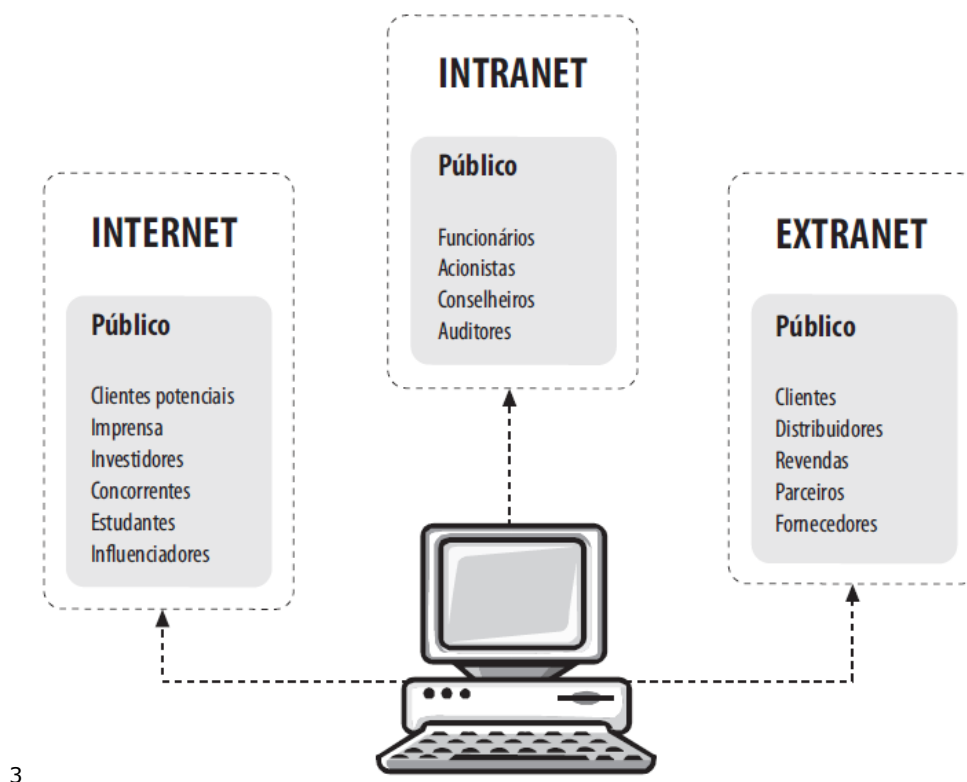 INTRANET
Público
Funcionários
Acionistas
Conselheiros
Auditores
INTERNET
Público
Clientes potenciais
Imprensa
Investidores
Concorrentes
Estudantes
Influenciadores
EXTRANET
Público
Clientes
Distribuidores
Revendas
Parceiros
Fornecedores
3